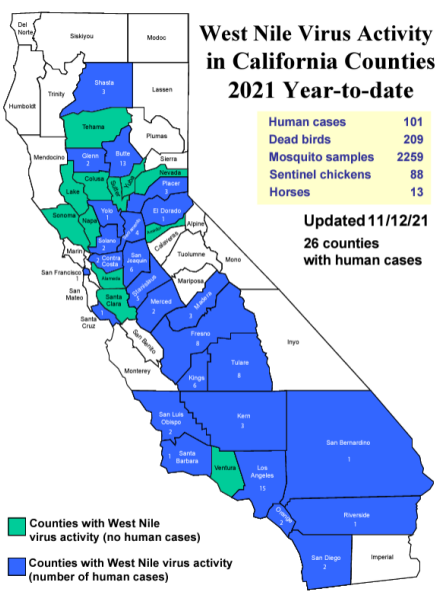 West Nile Virus Activity
in California Counties
2021 Year-to-date
Human cases 101
Dead birds 209
Mosquito samples 2259
Sentinel chickens 88
Horses 13
Updated 11/12/21
26 counties
with human cases
Del
Norte
Siskiyou
Modoc
Humboldt
Trinity
Shasta
3
Lassen
Tehama
Plumas
Mendocino
Glenn
2
Butte
13
Sierra
Nevada
Colusa
Sutter
Yuba
Placer
Lake
Sonoma
Napa
Yolo
1
El Dorado
1
Alpine
Solano
2
Calaveras
Marin
Contra
Costa
San
Joaquin
6
Tuolumne
Mono
San Francisco
1
Alameda
Stanislaus
Mariposa
San
Mateo
Santa
Clara
Merced
2
Madera
3
Santa
Cruz
1
San Benito
Fresno
8
Inyo
Monterey
Tulare
8
Kings
6
San Luis
Obispo
2
Kern
3
San Bernardino
1
1
Santa
Barbara
Ventura
Los
Angeles
15
Orange
Riverside
1
San Diego
2
Imperial
Counties with West Nile
virus activity (no human cases)
Counties with West Nile virus activity
(number of human cases)